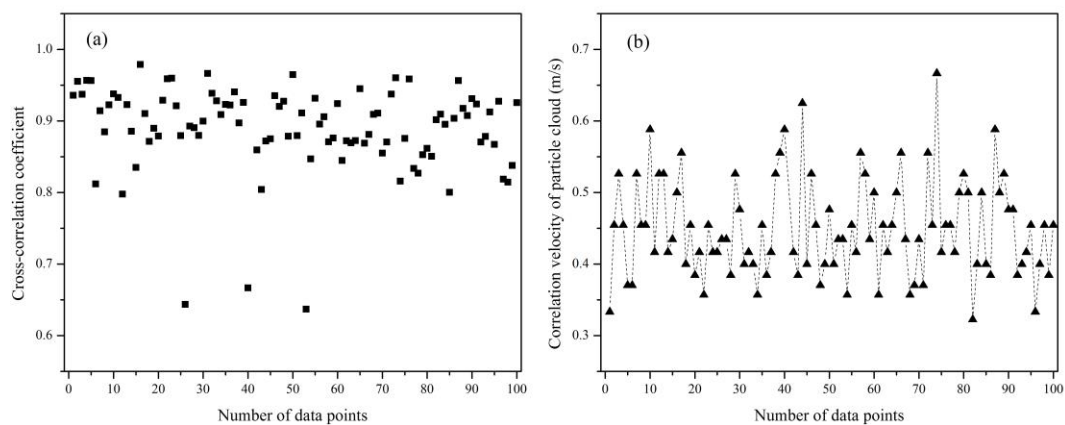 (a)
Cross-correlation coefficient
1.0
0.9
0.8
0.7
0.6
0 10 20 30 40 50 60 70 80 90 100
Number of data points
(b)
Correlation velocity of particle cloud (m/s)
0.7
0.6
0.5
0.4
0.3
0 10 20 30 40 50 60 70 80 90 100
Number of data points